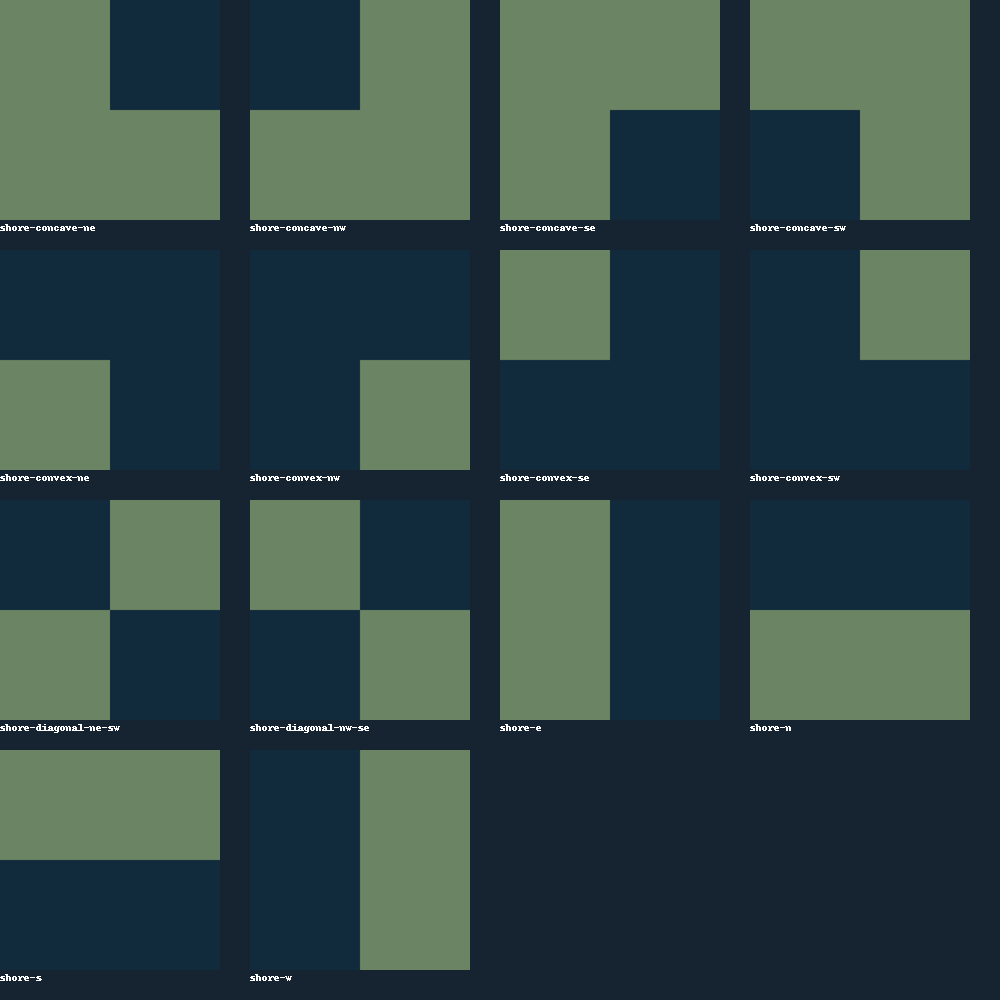 shore-concave-ne
shore-concave-nw
shore-concave-se
shore-concave-sw
shore-convex-ne
shore-convex-nw
shore-convex-se
shore-convex-sw
shore-diagonal-ne-sw
shore-diagonal-nw-se
shore-e
shore-n
shore-s
shore-w